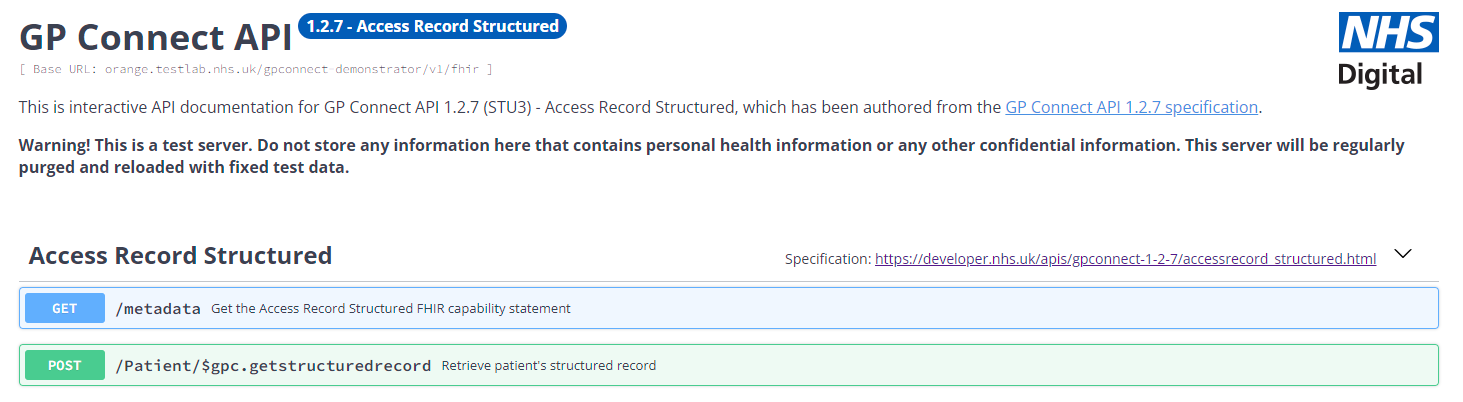 GP Connect API 1.2.7 - Access Record Structured
NHS
Digital
[ Base URL: orange.testlab.nhs.uk/gpconnect-demonstrator/v1/fhir ]
This is interactive API documentation for GP Connect API 1.2.7 (STU3) - Access Record Structured, which has been authored from the GP Connect API 1.2.7 specification.
Warning! This is a test server. Do not store any information here that contains personal health information or any other confidential information. This server will be regularly
purged and reloaded with fixed test data.
Access Record Structured
Specification: https://developer.nhs.uk/apis/gpconnect-1-2-7/accessrecord_structured.html
GET /metadata Get the Access Record Structured FHIR capability statement
POST /Patient/$gpc.getstructuredrecord Retrieve patient's structured record